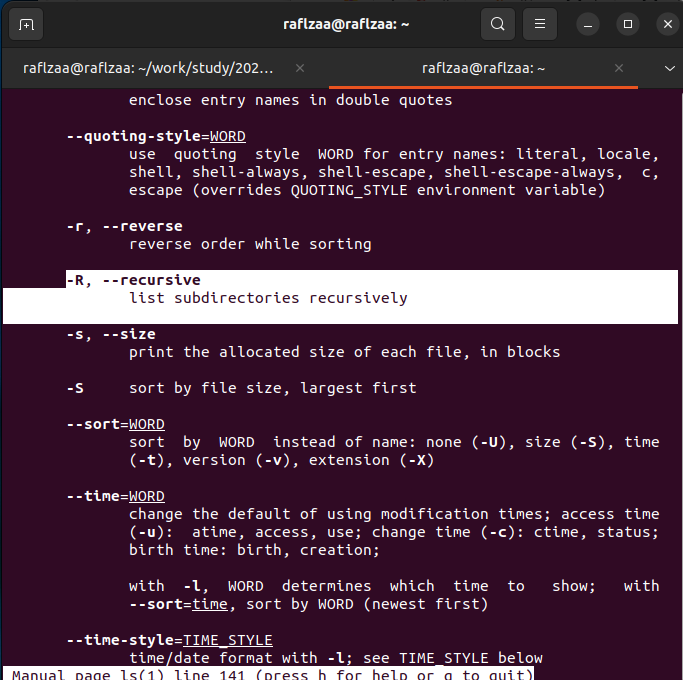 raflzaa@raflzaa: ~
raflzaa@raflzaa: ~/work/study/202...
raflzaa@raflzaa: ~
enclose entry names in double quotes
--quoting-style=WORD
use quoting style WORD for entry names: literal, locale,
shell, shell-always, shell-escape, shell-escape-always, c,
escape (overrides QUOTING_STYLE environment variable)
-r, --reverse
reverse order while sorting
-R, --recursive
list subdirectories recursively
-s, --size
print the allocated size of each file, in blocks
-S sort by file size, largest first
--sort=WORD
sort by WORD instead of name: none (-U), size (-S), time
(-t), version (-v), extension (-X)
--time=WORD
change the default of using modification times; access time
(-u): atime, access, use; change time (-c): ctime, status;
birth time: birth, creation;
with -l, WORD determines which time to show; with
--sort=time, sort by WORD (newest first)
--time-style=TIME_STYLE
time/date format with -l; see TIME_STYLE below
Manual page ls(1) line 141 (press h for help or q to quit)